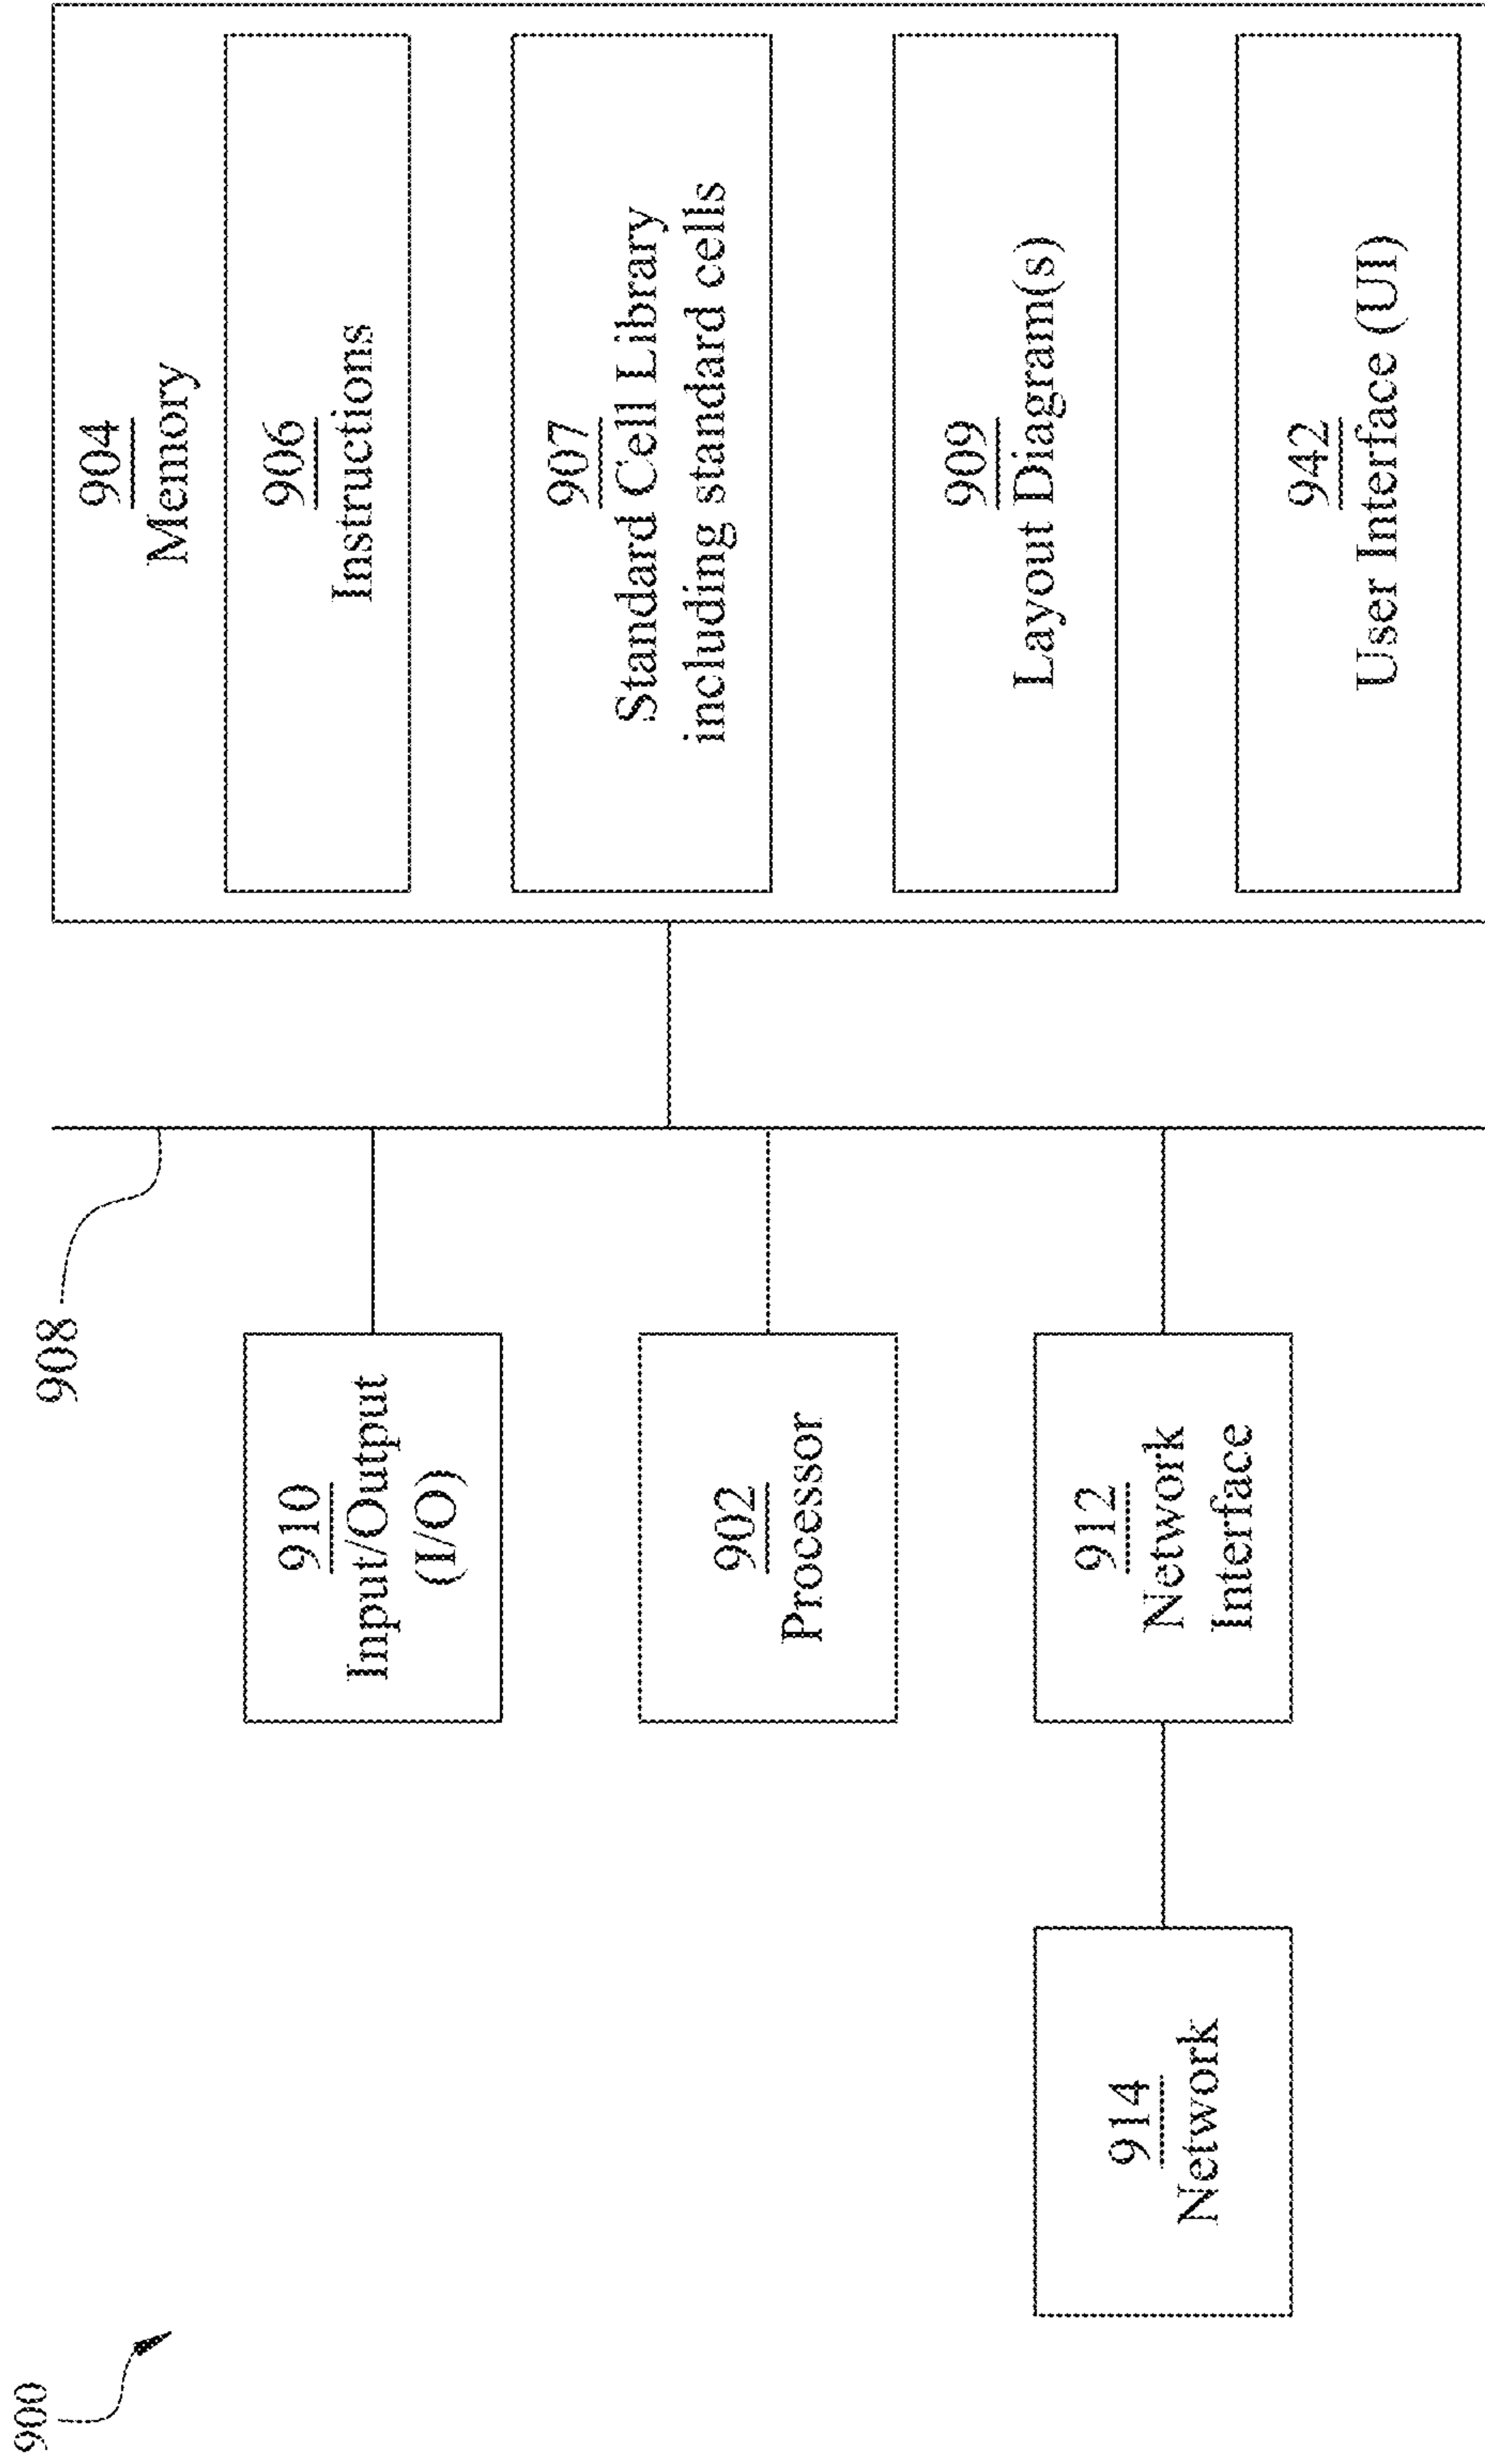 900
908
910
Input/Output
(I/O)
902
Processor
914
Network
912
Network
Interface
904
Memory
906
Instructions
907
Standard Cell Library
including standard cells
909
Layout Diagram(s)
942
User Interface (UI)